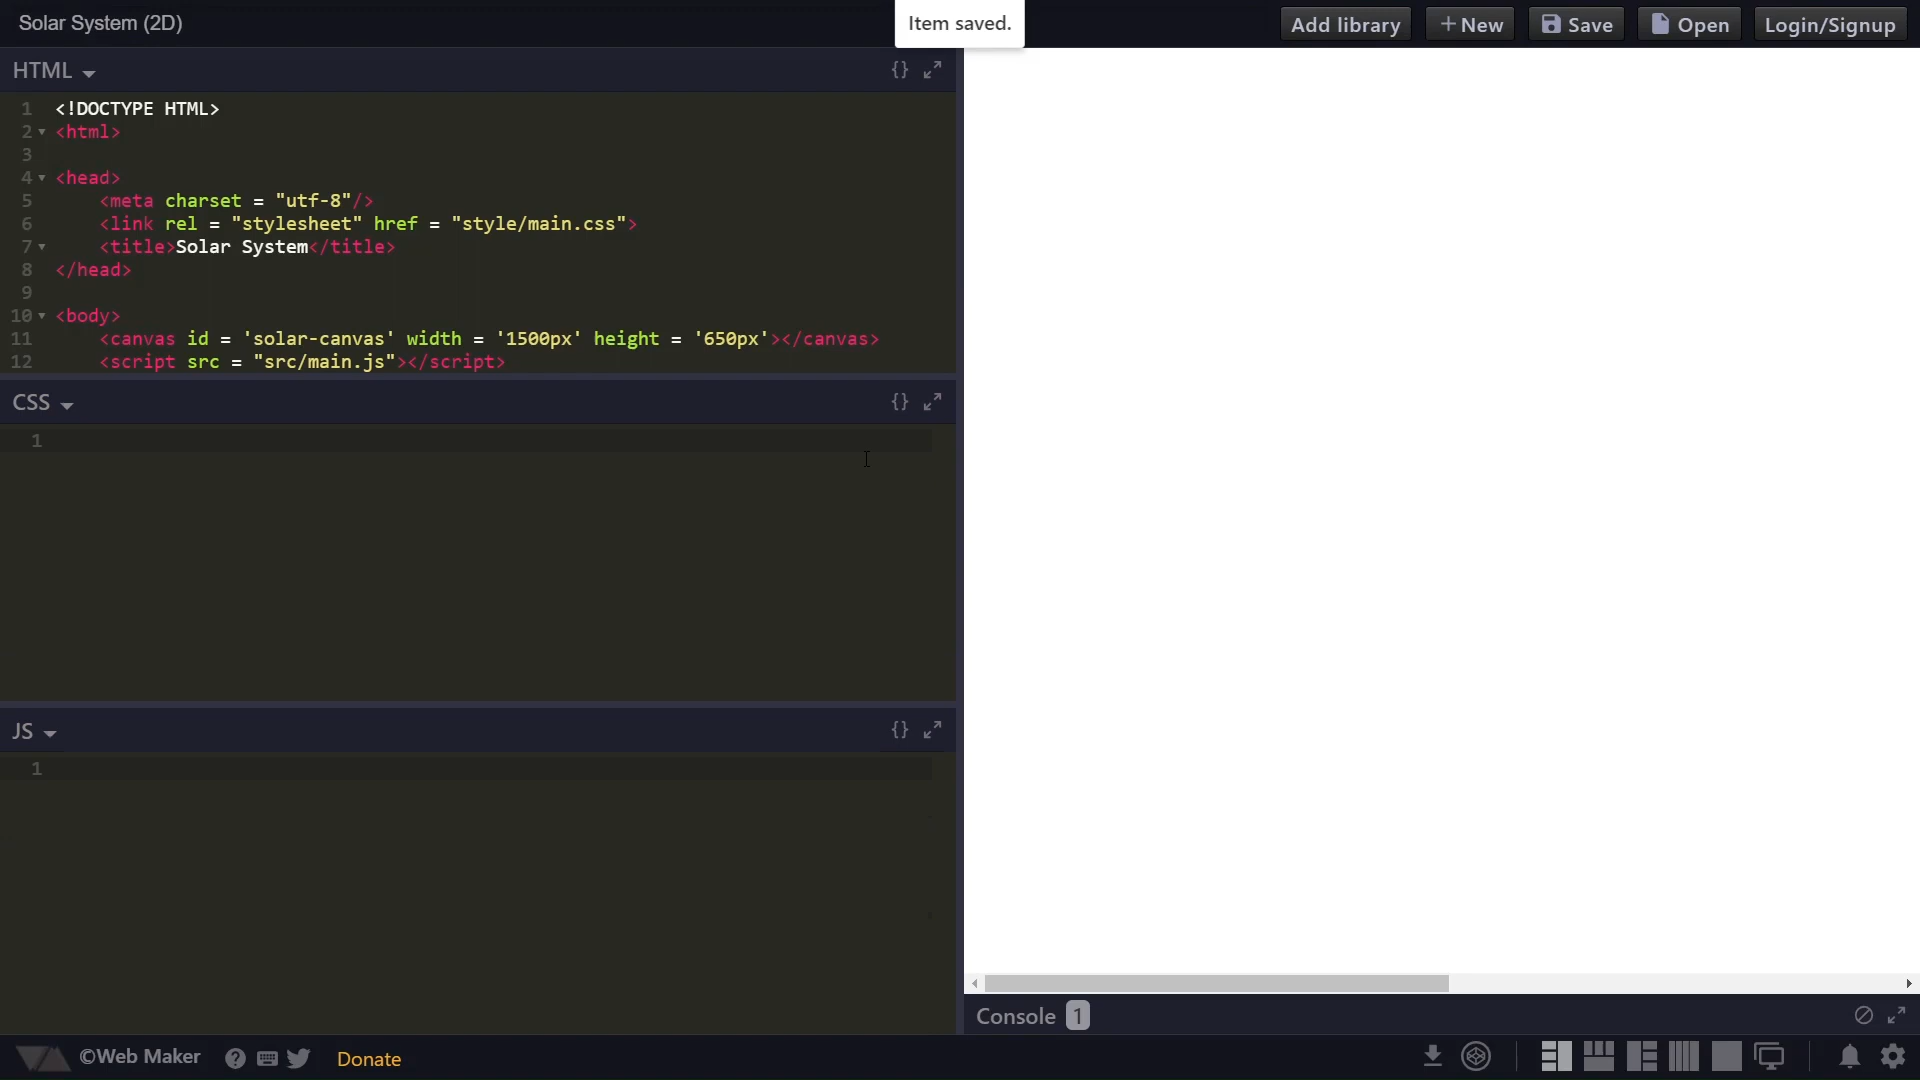 Solar System (2D)
Item saved.
Add library
+ New
Save
Open
Login/Signup
HTML
{}
1 <!DOCTYPE HTML>
2 <html>
3
4 <head>
5 <meta charset = "utf-8"/>
6 <link rel = "stylesheet" href = "style/main.css">
7 <title>Solar System</title>
8 </head>
9
10 <body>
11 <canvas id = 'solar-canvas' width = '1500px' height = '650px'></canvas>
12 <script src = "src/main.js"></script>
CSS
{}
1
JS
{}
1
Console 1
©Web Maker
?
Donate